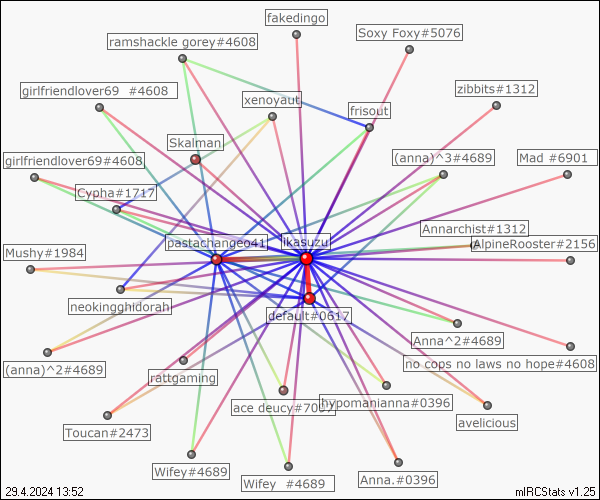 fakedingo
ramshackle gorey#4608
Soxy Foxy#5076
girlfriendlover69 #4608
xenoyaut
zibbits#1312
frisout
Skalman
girlfriendlover69#4608
(anna)^3#4689
Mad #6901
Cypha#1717
Annarchist#1312
pastachangeo41
ikasuzu
AlpineRooster#2156
Mushy#1984
neokingghidorah
default#0617
Anna^2#4689
(anna)^2#4689
rattgaming
no cops no laws no hope#4608
ace deucy#7007
hypomanianna#0396
avelicious
Toucan#2473
Wifey#4689
Wifey #4689
Anna.#0396
29.4.2024 13:52
mIRCStats v1.25